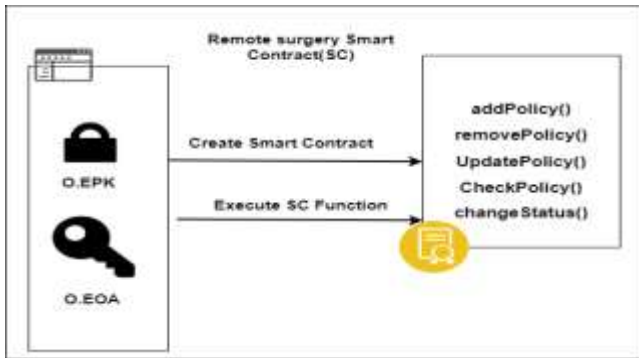 Remote surgery Smart
Contract(SC)
addPolicy()
removePolicy()
Create Smart Contract
UpdatePolicy()
O.EPK
CheckPolicy()
Execute SC Function
changeStatus()
O.EOA